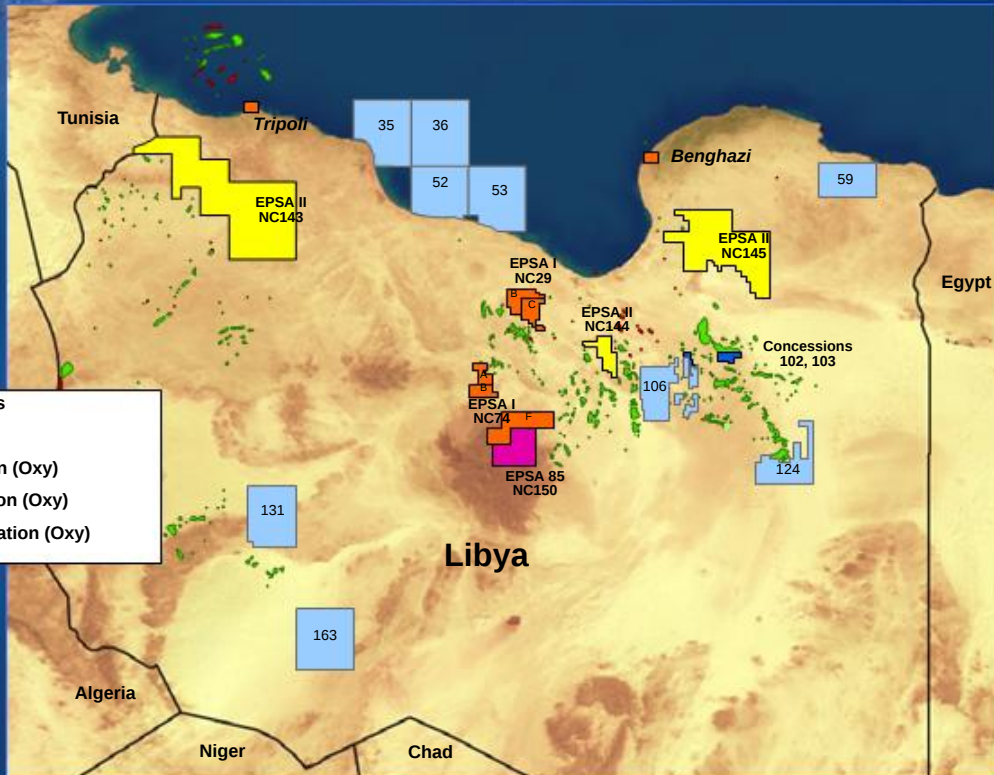 Tunisia
Tripoli
35
36
52
53
Benghazi
59
EPSA II
NC143
EPSA II
NC145
Egypt
EPSA I
NC29
B
C
EPSA II
NC144
Concessions
102, 103
106
A
B
EPSA I
NC74
F
EPSA 85
NC150
124
131
Libya
163
Algeria
Niger
Chad
(Oxy)
(Oxy)
(Oxy)